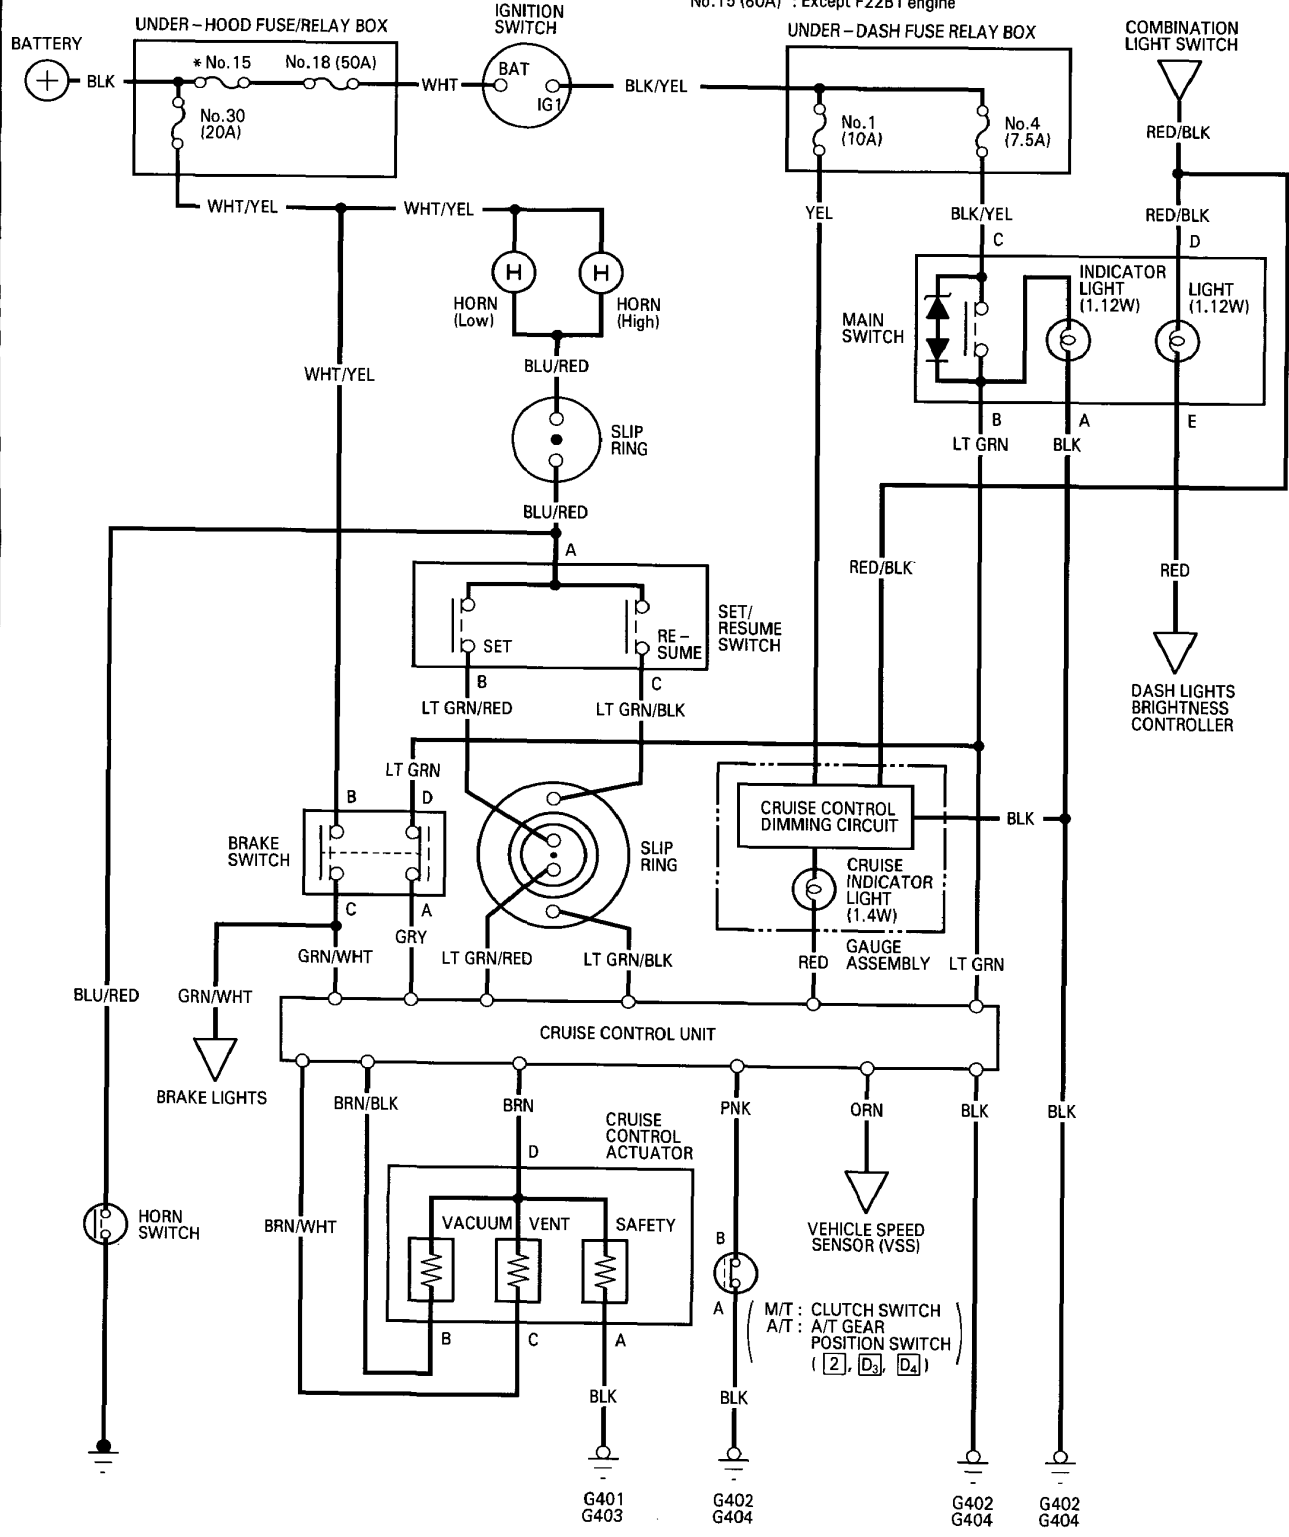 No.15 (80A) : Except F22B1 engine
IGNITION
SWITCH
UNDER-HOOD FUSE/RELAY BOX
UNDER-DASH FUSE RELAY BOX
COMBINATION
LIGHT SWITCH
BATTERY
+
BLK
* No.15
No.18 (50A)
WHT
BAT
IG1
BLK/YEL
No.30
(20A)
No.1
(10A)
No.4
(7.5A)
RED/BLK
WHT/YEL
WHT/YEL
YEL
BLK/YEL
RED/BLK
C
D
H
H
HORN
(Low)
HORN
(High)
INDICATOR
LIGHT
(1.12W)
LIGHT
(1.12W)
MAIN
SWITCH
WHT/YEL
BLU/RED
SLIP
RING
B
A
E
LT GRN
BLK
BLU/RED
A
RED/BLK
RED
SET
RE-
SUME
SET/
RESUME
SWITCH
B
C
LT GRN/RED
LT GRN/BLK
DASH LIGHTS
BRIGHTNESS
CONTROLLER
LT GRN
B
D
BRAKE
SWITCH
SLIP
RING
CRUISE CONTROL
DIMMING CIRCUIT
BLK
CRUISE
INDICATOR
LIGHT
(1.4W)
C
A
GRY
GRN/WHT
LT GRN/RED
LT GRN/BLK
RED
GAUGE
ASSEMBLY
LT GRN
BLU/RED
GRN/WHT
CRUISE CONTROL UNIT
BRAKE LIGHTS
BRN/BLK
BRN
PNK
ORN
BLK
BLK
CRUISE
CONTROL
ACTUATOR
D
HORN
SWITCH
BRN/WHT
VACUUM
VENT
SAFETY
VEHICLE SPEED
SENSOR (VSS)
B
A
M/T : CLUTCH SWITCH
A/T : A/T GEAR
POSITION SWITCH
( 2 , D3, D4 )
B
C
A
BLK
BLK
G401
G403
G402
G404
G402
G404
G402
G404